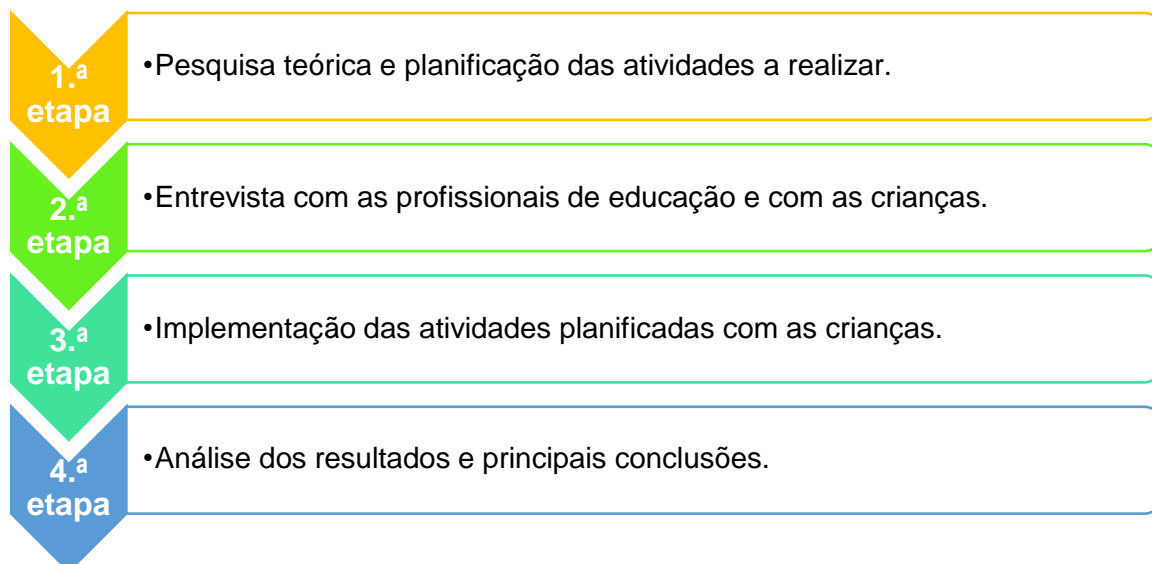 1.ª
etapa
•Pesquisa teórica e planificação das atividades a realizar.
2.ª
etapa
•Entrevista com as profissionais de educação e com as crianças.
3.ª
etapa
•Implementação das atividades planificadas com as crianças.
4.ª
etapa
•Análise dos resultados e principais conclusões.